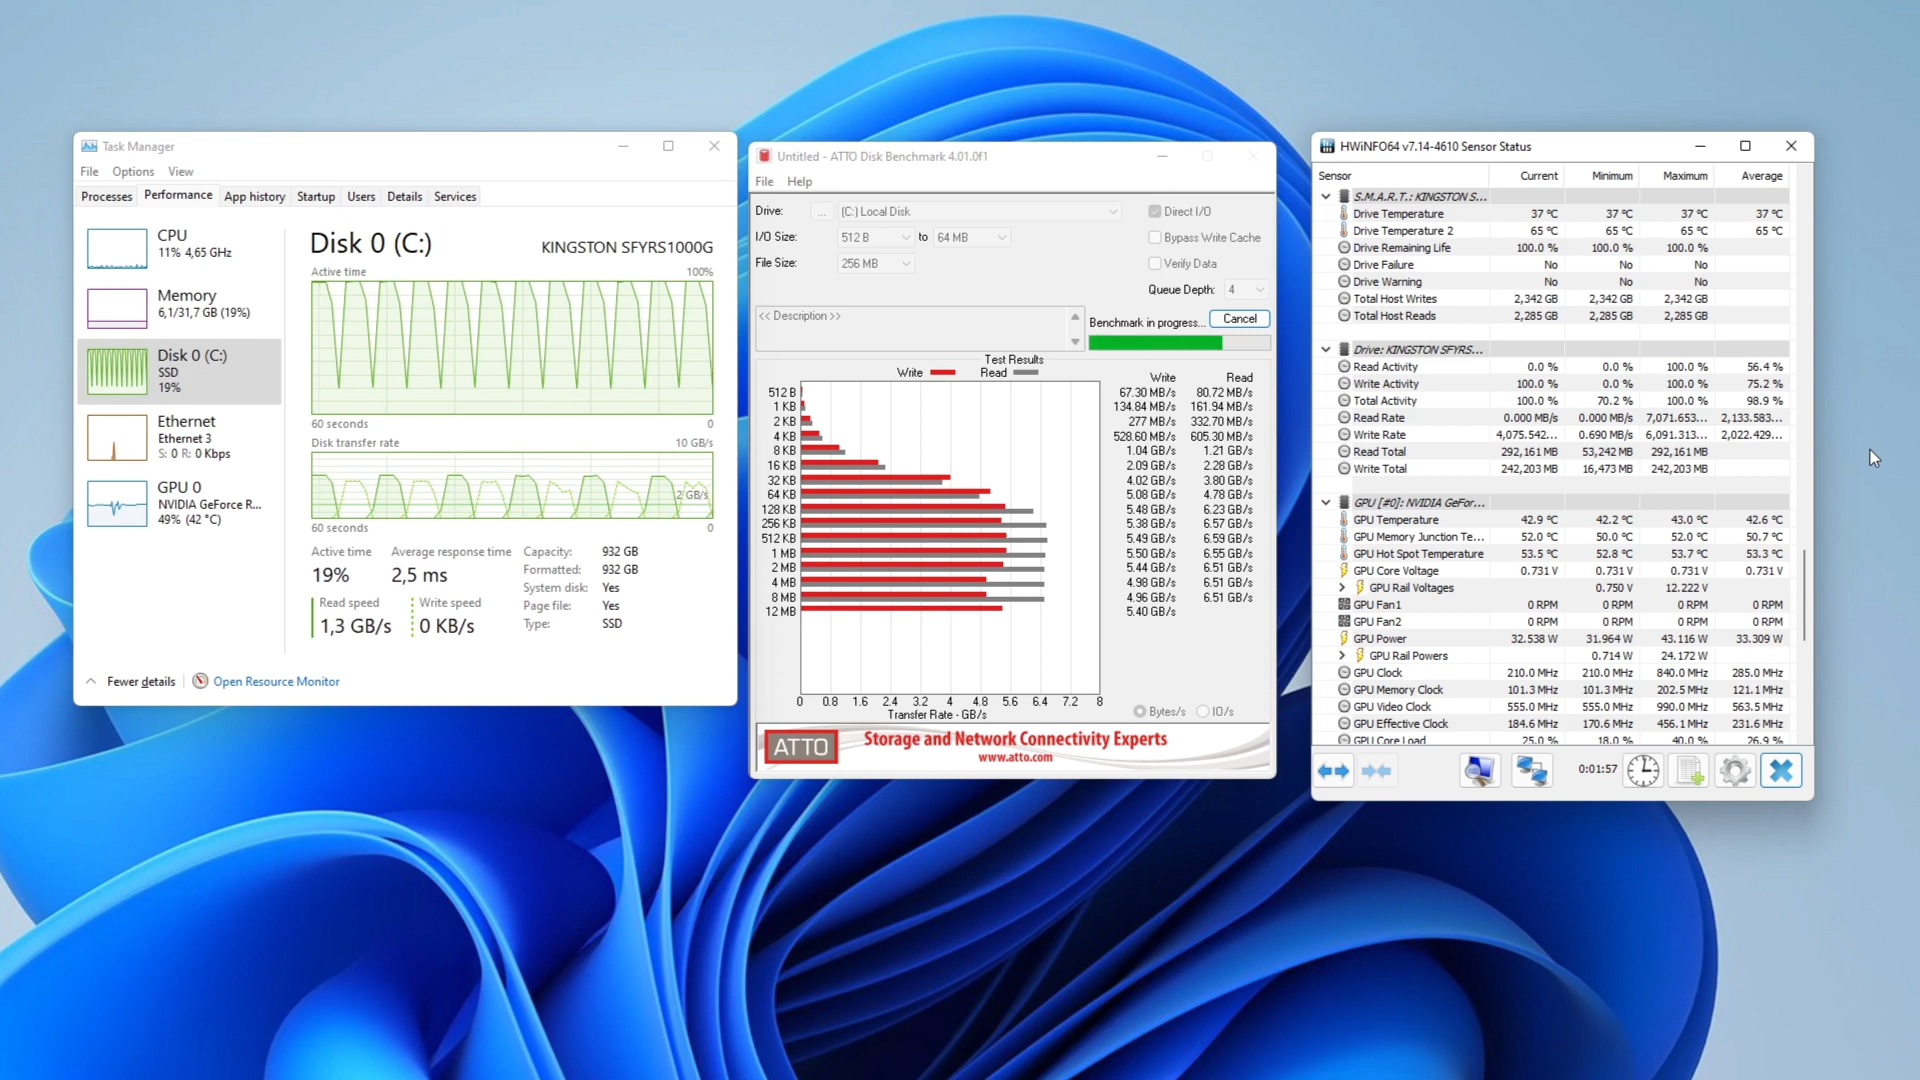 Task Manager
File Options View
Processes Performance App history Startup Users Details Services
CPU
11% 4,65 GHz
Memory
6,1/31,7 GB (19%)
Disk 0 (C:)
SSD
19%
Ethernet
Ethernet 3
S: 0 R: 0 Kbps
GPU 0
NVIDIA GeForce R...
49% (42 °C)
Disk 0 (C:) KINGSTON SFYRS1000G
Active time 100%
60 seconds 0
Disk transfer rate 10 GB/s
2 GB/s
60 seconds 0
Active time Average response time
19% 2,5 ms
Read speed Write speed
1,3 GB/s 0 KB/s
Capacity: 932 GB
Formatted: 932 GB
System disk: Yes
Page file: Yes
Type: SSD
Fewer details Open Resource Monitor
Untitled - ATTO Disk Benchmark 4.01.0f1
File Help
Drive: ... (C:) Local Disk Direct I/O
I/O Size: 512 B to 64 MB Bypass Write Cache
File Size: 256 MB Verify Data
Queue Depth: 4
<< Description >>
Benchmark in progress... Cancel
Test Results
Write Read
Write Read
512 B 67.30 MB/s 80.72 MB/s
1 KB 134.84 MB/s 161.94 MB/s
2 KB 277 MB/s 332.70 MB/s
4 KB 528.60 MB/s 605.30 MB/s
8 KB 1.04 GB/s 1.21 GB/s
16 KB 2.09 GB/s 2.28 GB/s
32 KB 4.02 GB/s 3.80 GB/s
64 KB 5.08 GB/s 4.78 GB/s
128 KB 5.48 GB/s 6.23 GB/s
256 KB 5.38 GB/s 6.57 GB/s
512 KB 5.49 GB/s 6.59 GB/s
1 MB 5.50 GB/s 6.55 GB/s
2 MB 5.44 GB/s 6.51 GB/s
4 MB 4.98 GB/s 6.51 GB/s
8 MB 4.96 GB/s 6.51 GB/s
12 MB 5.40 GB/s
0 0.8 1.6 2.4 3.2 4 4.8 5.6 6.4 7.2 8
Transfer Rate - GB/s
Bytes/s IO/s
ATTO
Storage and Network Connectivity Experts
www.atto.com
HWiNFO64 v7.14-4610 Sensor Status
Sensor Current Minimum Maximum Average
S.M.A.R.T.: KINGSTON S...
Drive Temperature 37 °C 37 °C 37 °C 37 °C
Drive Temperature 2 65 °C 65 °C 65 °C 65 °C
Drive Remaining Life 100.0 % 100.0 % 100.0 %
Drive Failure No No No
Drive Warning No No No
Total Host Writes 2,342 GB 2,342 GB 2,342 GB
Total Host Reads 2,285 GB 2,285 GB 2,285 GB
Drive: KINGSTON SFYRS...
Read Activity 0.0 % 0.0 % 100.0 % 56.4 %
Write Activity 100.0 % 0.0 % 100.0 % 75.2 %
Total Activity 100.0 % 70.2 % 100.0 % 98.9 %
Read Rate 0.000 MB/s 0.000 MB/s 7,071.653... 2,133.583...
Write Rate 4,075.542... 0.690 MB/s 6,091.313... 2,022.429...
Read Total 292,161 MB 53,242 MB 292,161 MB
Write Total 242,203 MB 16,473 MB 242,203 MB
GPU [#0]: NVIDIA GeFor...
GPU Temperature 42.9 °C 42.2 °C 43.0 °C 42.6 °C
GPU Memory Junction Te... 52.0 °C 50.0 °C 52.0 °C 50.7 °C
GPU Hot Spot Temperature 53.5 °C 52.8 °C 53.7 °C 53.3 °C
GPU Core Voltage 0.731 V 0.731 V 0.731 V 0.731 V
GPU Rail Voltages 0.750 V 12.222 V
GPU Fan1 0 RPM 0 RPM 0 RPM 0 RPM
GPU Fan2 0 RPM 0 RPM 0 RPM 0 RPM
GPU Power 32.538 W 31.964 W 43.116 W 33.309 W
GPU Rail Powers 0.714 W 24.172 W
GPU Clock 210.0 MHz 210.0 MHz 840.0 MHz 285.0 MHz
GPU Memory Clock 101.3 MHz 101.3 MHz 202.5 MHz 121.1 MHz
GPU Video Clock 555.0 MHz 555.0 MHz 990.0 MHz 563.5 MHz
GPU Effective Clock 184.6 MHz 170.6 MHz 456.1 MHz 231.6 MHz
GPU Core Load 25.0 % 18.0 % 40.0 % 26.9 %
0:01:57